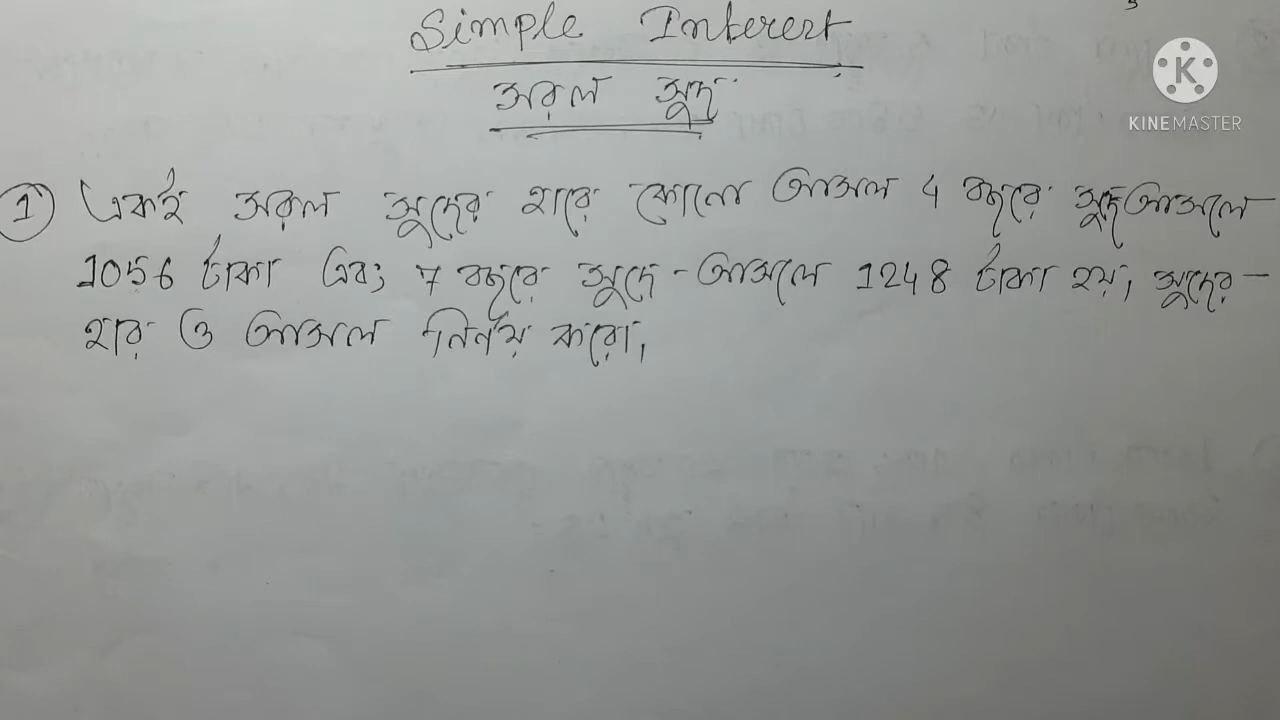 Simple Interest
সরল সুদ
K
KINEMASTER
① একই সরল সুদের হারে কোনো আসল 4 বছরে সুদেআসলে
1056 টাকা এবং 7 বছরে সুদে-আসলে 1248 টাকা হয়। সুদের-
হার ও আসল নির্ণয় করো।